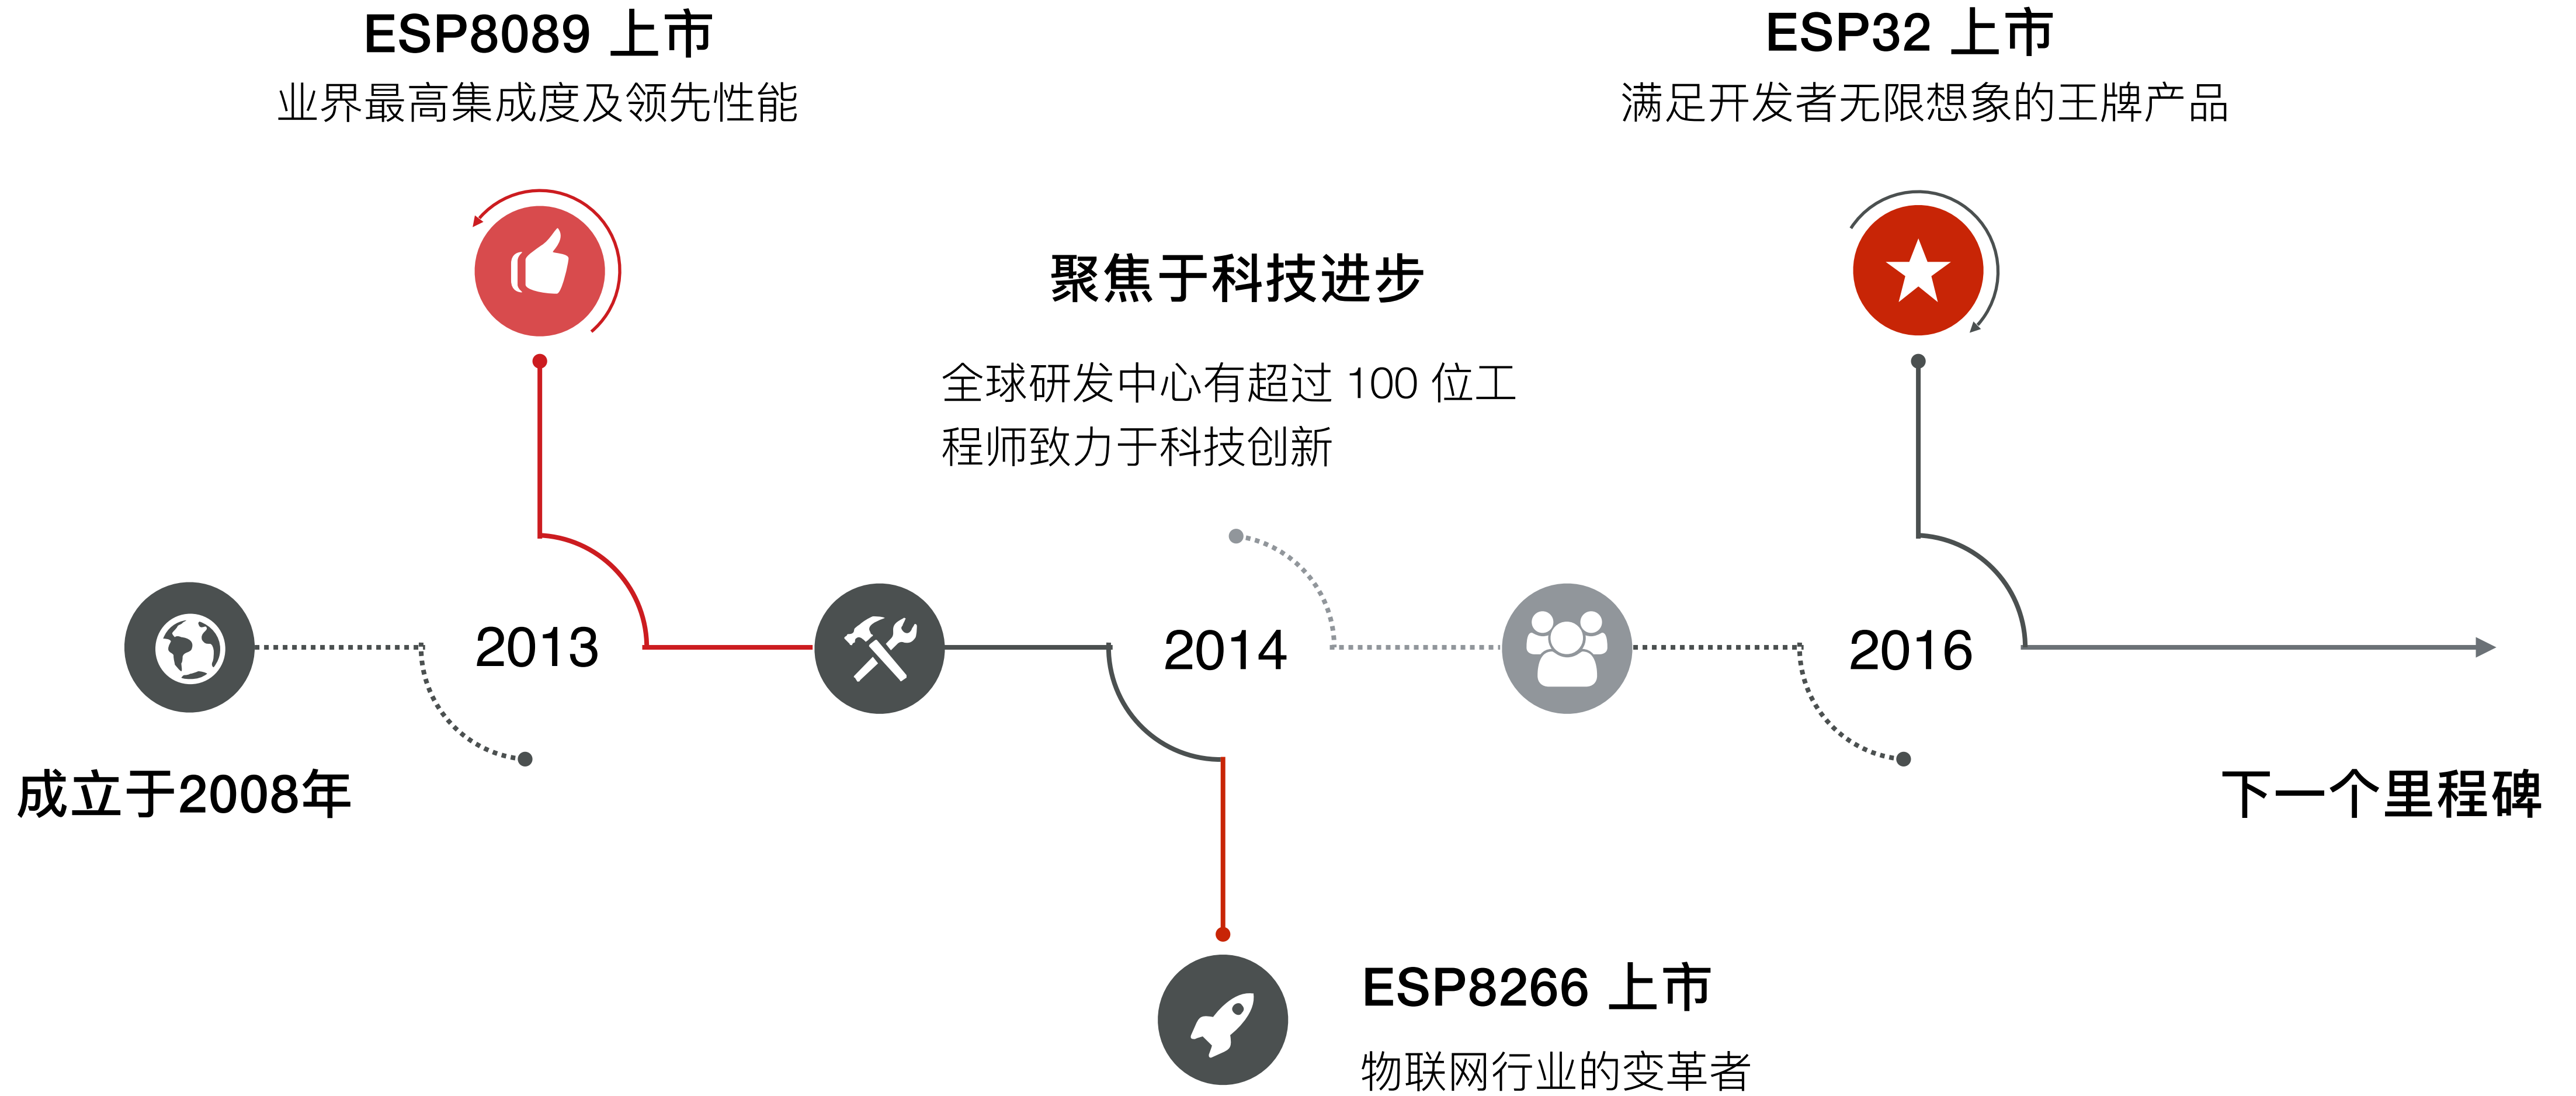 ESP8089 上市
业界最高集成度及领先性能
ESP32 上市
满足开发者无限想象的王牌产品
聚焦于科技进步
全球研发中心有超过 100 位工
程师致力于科技创新
2013
2014
2016
成立于2008年
下一个里程碑
ESP8266 上市
物联网行业的变革者